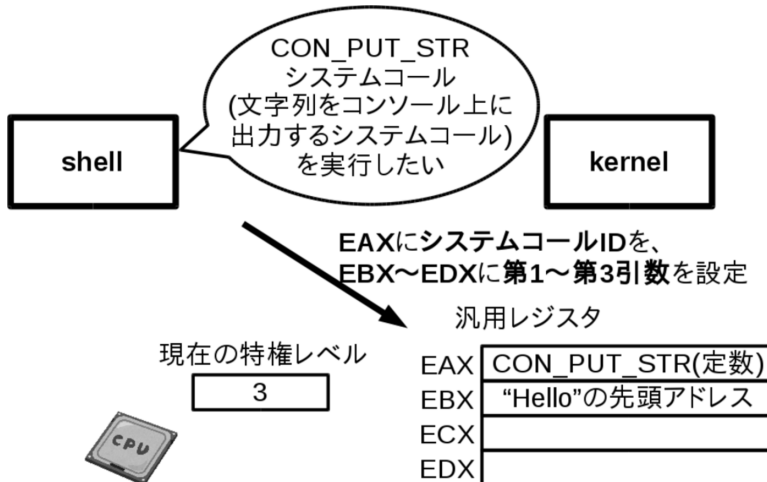 CON_PUT_STR
システムコール
(文字列をコンソール上に
出力するシステムコール)
を実行したい
shell
kernel
EAXにシステムコールIDを、
EBX～EDXに第1～第3引数を設定
汎用レジスタ
現在の特権レベル
3
EAX CON_PUT_STR(定数)
EBX “Hello”の先頭アドレス
ECX
EDX
CPU